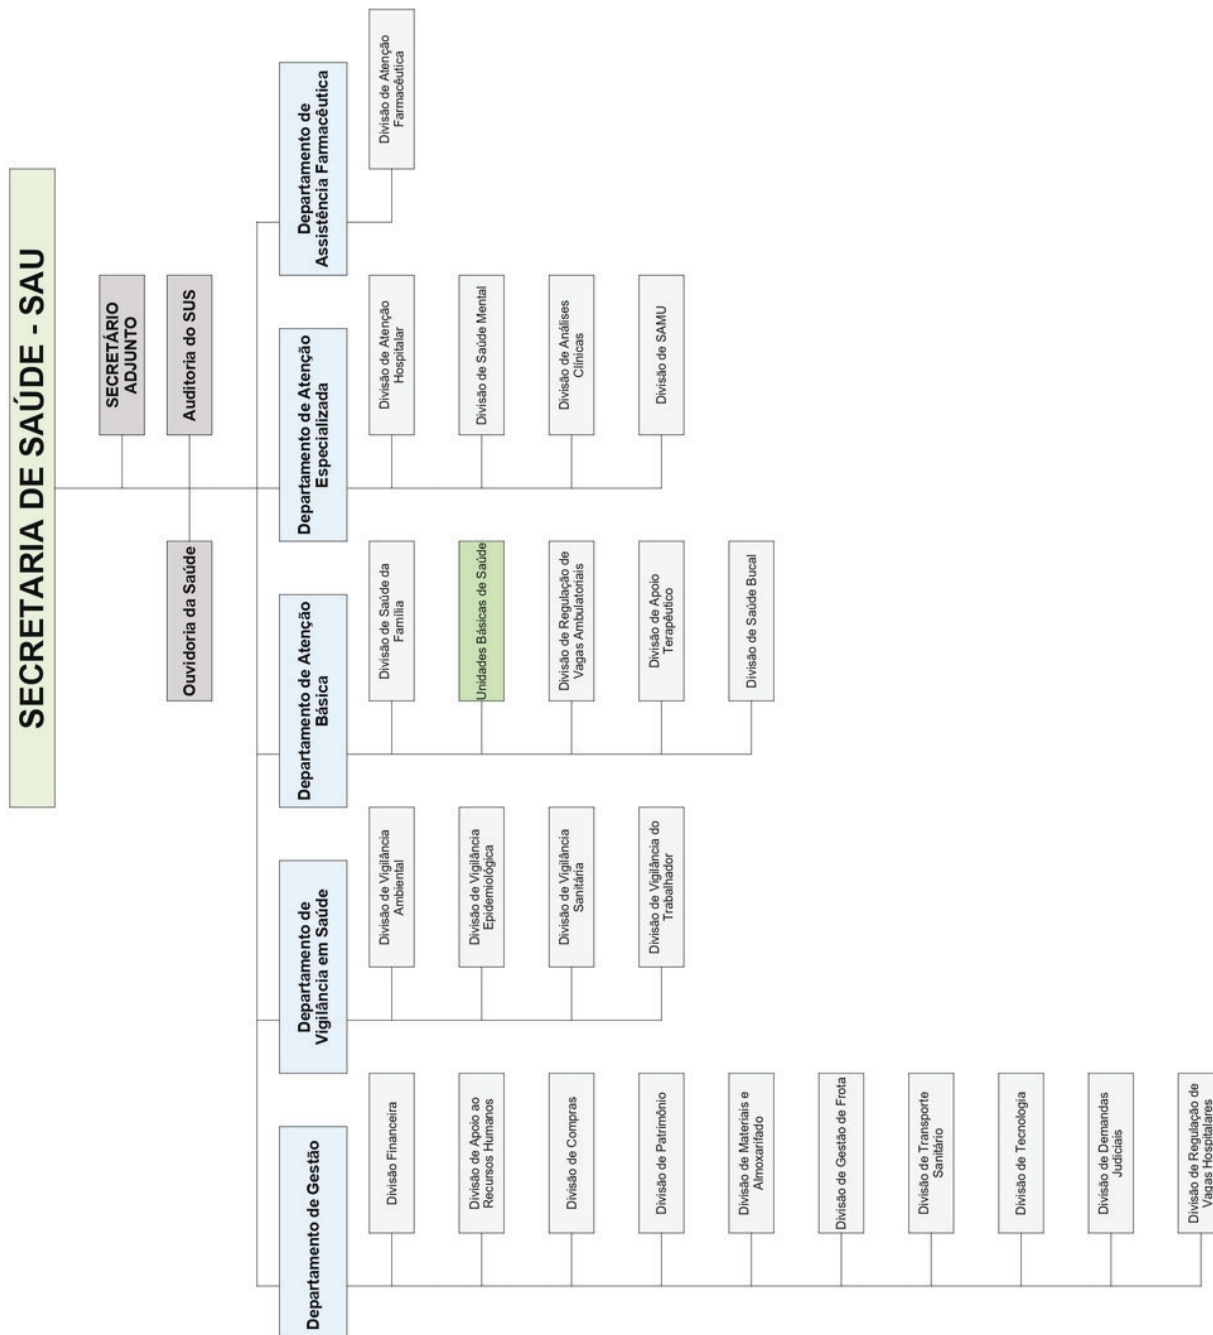 SECRETARIA DE SAÚDE - SAU
SECRETÁRIO
ADJUNTO
Ouvidoria da Saúde
Auditoria do SUS
Departamento de Gestão
Divisão Financeira
Divisão de Apoio ao
Recursos Humanos
Divisão de Compras
Divisão de Patrimônio
Divisão de Materiais e
Almoxarifado
Divisão de Gestão de Frota
Divisão de Transporte
Sanitário
Divisão de Tecnologia
Divisão de Demandas
Judiciais
Divisão de Regulação de
Vagas Hospitalares
Departamento de
Vigilância em Saúde
Divisão de Vigilância
Ambiental
Divisão de Vigilância
Epidemiológica
Divisão de Vigilância
Sanitária
Divisão de Vigilância do
Trabalhador
Departamento de Atenção
Básica
Divisão de Saúde da
Família
Unidades Básicas de Saúde
Divisão de Regulação de
Vagas Ambulatoriais
Divisão de Apoio
Terapêutico
Divisão de Saúde Bucal
Departamento de Atenção
Especializada
Divisão de Atenção
Hospitalar
Divisão de Saúde Mental
Divisão de Análises
Clínicas
Divisão de SAMU
Departamento de
Assistência Farmacêutica
Divisão de Atenção
Farmacêutica